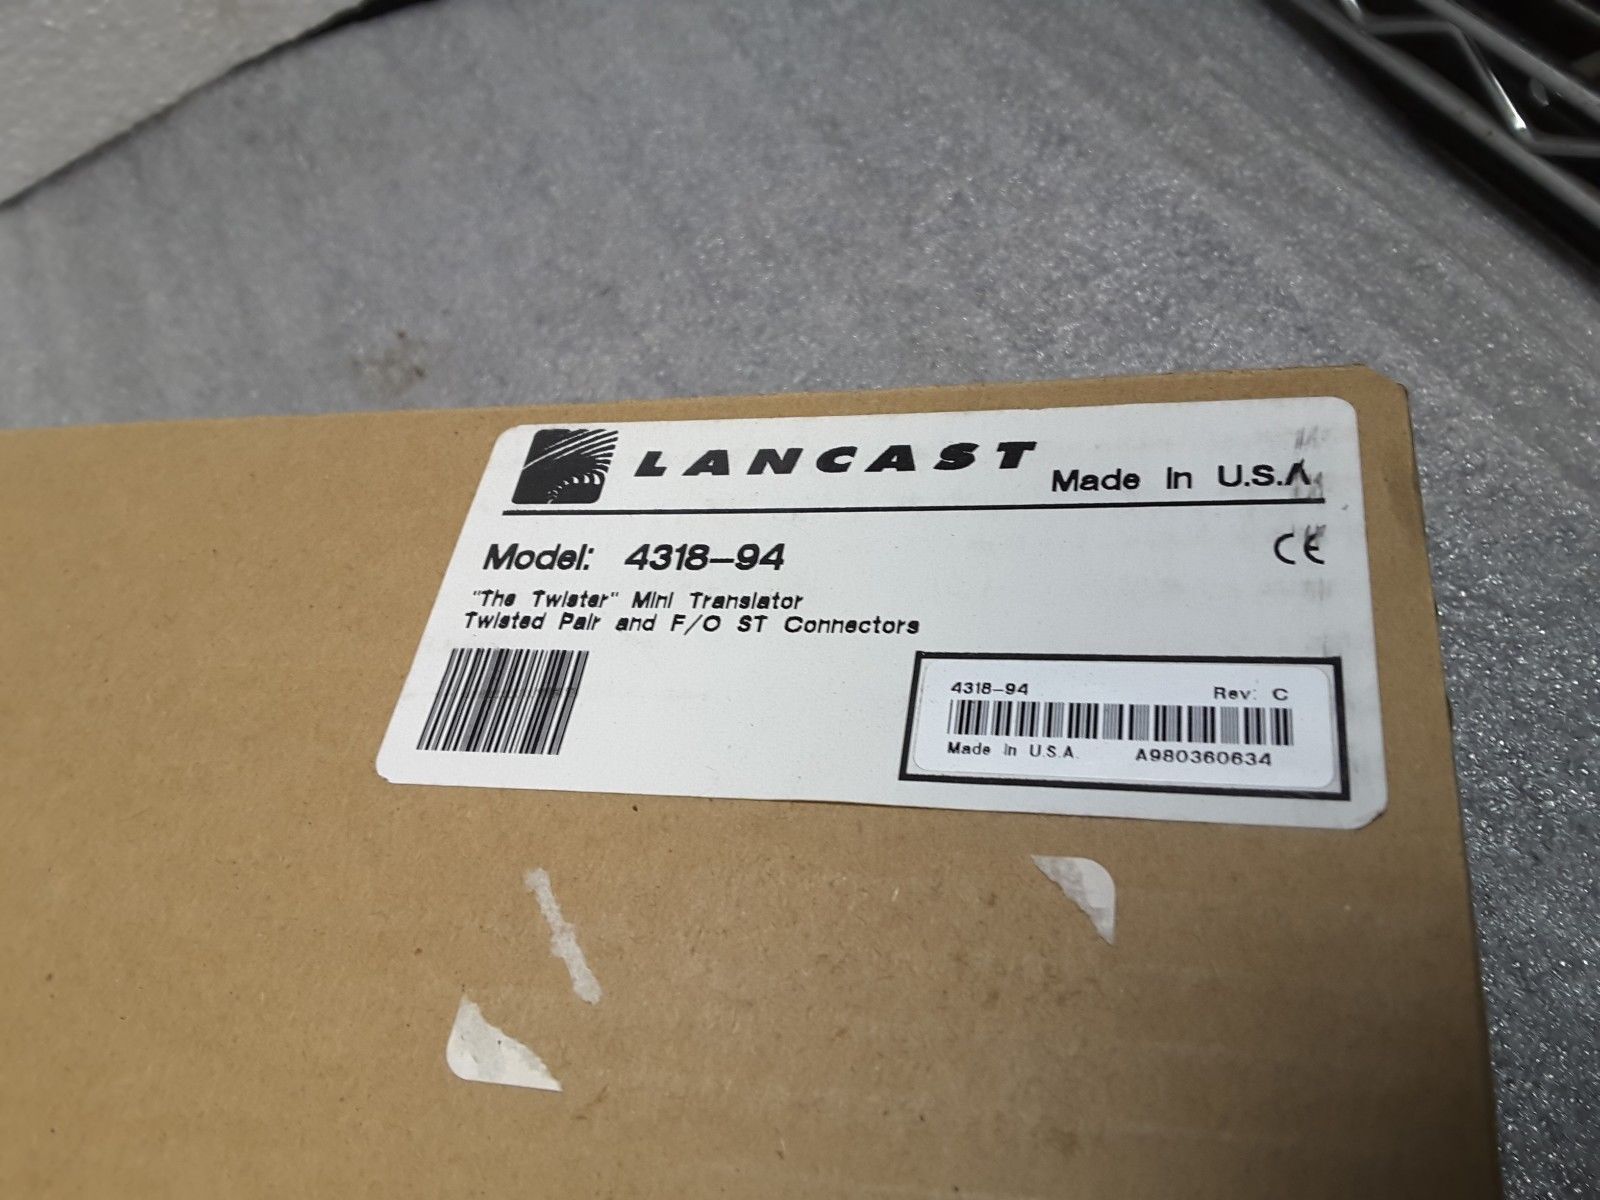 LANCAST Made In U.S.A.
Model: 4318-94
CE
"The Twister" Mini Translator
Twisted Pair and F/O ST Connectors
4318-94 Rev: C
Made In U.S.A. A980360634